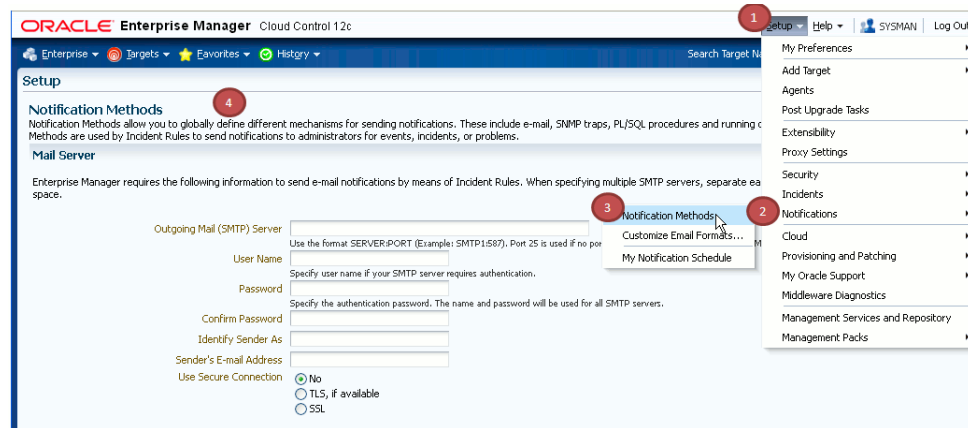 ORACLE Enterprise Manager Cloud Control 12c
1
Setup Help SYSMAN Log Out
Enterprise Targets Favorites History Search Target Na
Setup
4
Notification Methods
Notification Methods allow you to globally define different mechanisms for sending notifications. These include e-mail, SNMP traps, PL/SQL procedures and running
Methods are used by Incident Rules to send notifications to administrators for events, incidents, or problems.
Mail Server
Enterprise Manager requires the following information to send e-mail notifications by means of Incident Rules. When specifying multiple SMTP servers, separate ea
space.
Outgoing Mail (SMTP) Server
Use the format SERVER:PORT (Example: SMTP1:587). Port 25 is used if no por
User Name
Specify user name if your SMTP server requires authentication.
Password
Specify the authentication password. The name and password will be used for all SMTP servers.
Confirm Password
Identify Sender As
Sender's E-mail Address
Use Secure Connection
No
TLS, if available
SSL
3
Notification Methods
Customize Email Formats...
My Notification Schedule
My Preferences
Add Target
Agents
Post Upgrade Tasks
Extensibility
Proxy Settings
Security
Incidents
2
Notifications
Cloud
Provisioning and Patching
My Oracle Support
Middleware Diagnostics
Management Services and Repository
Management Packs